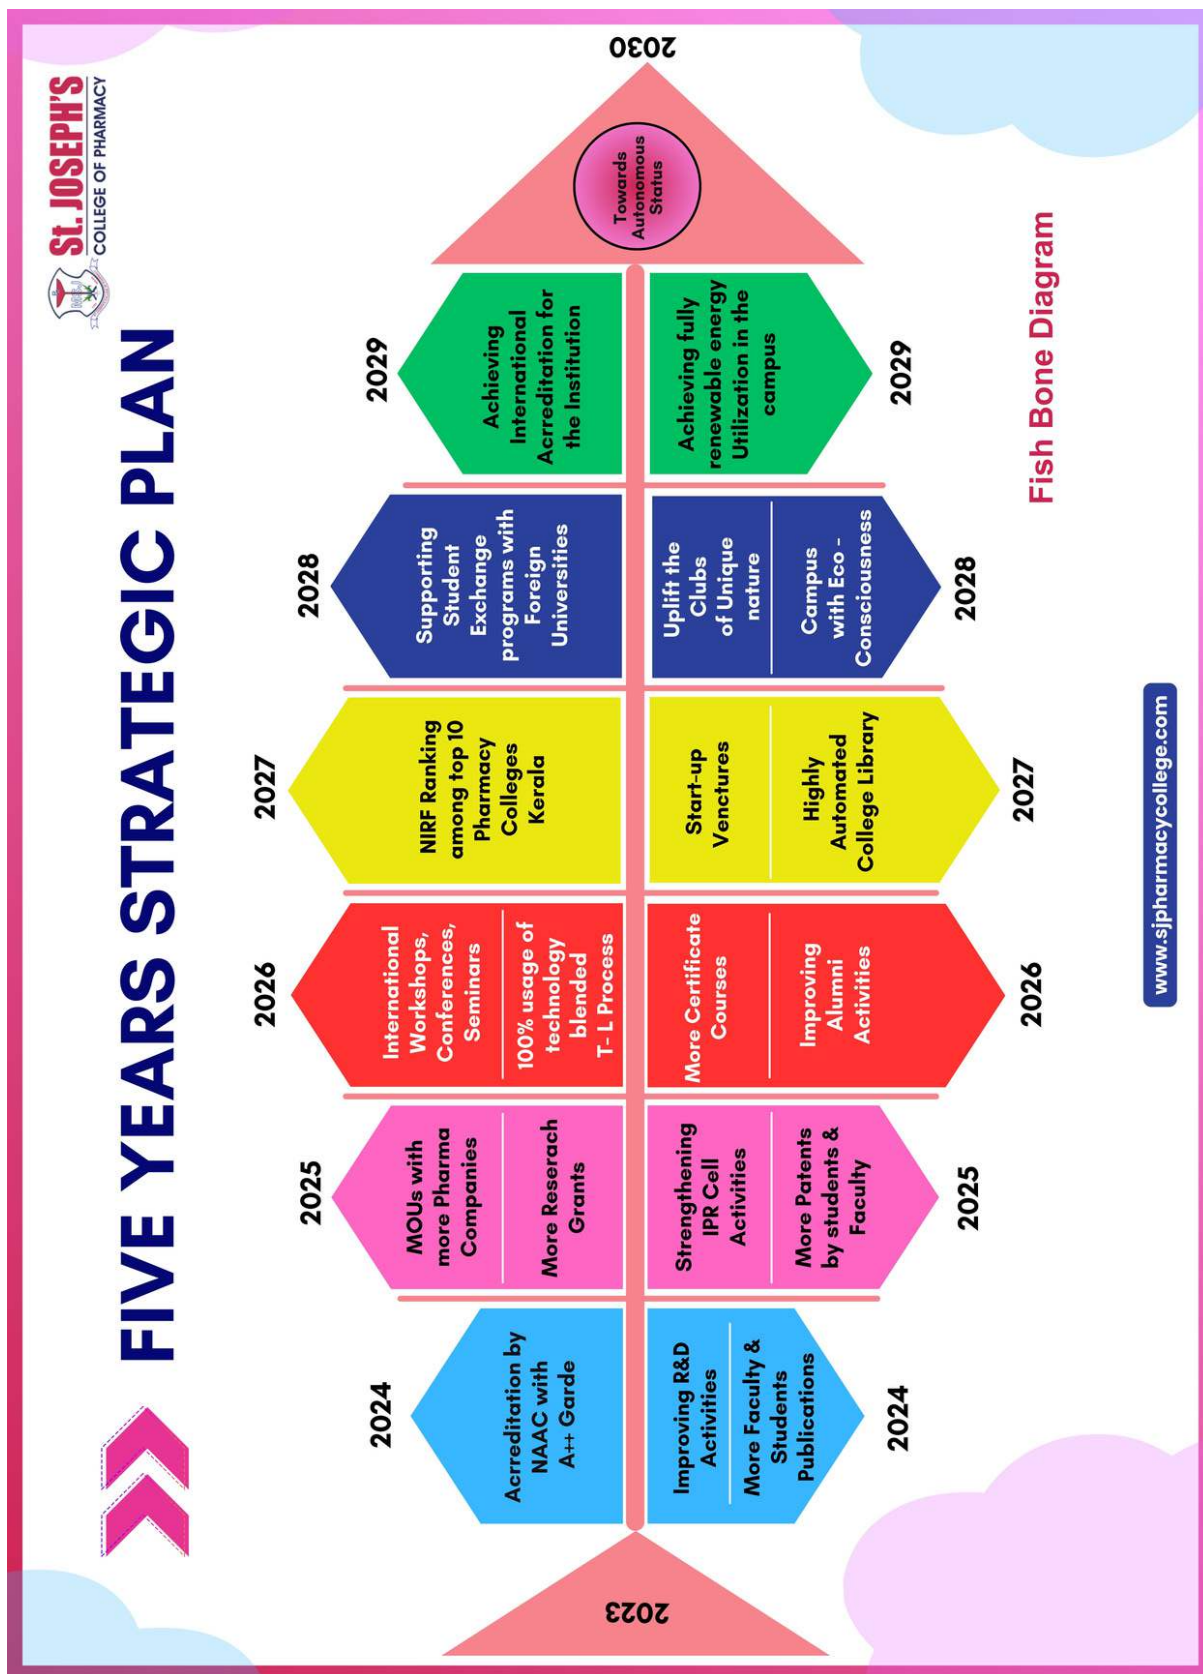 St. JOSEPH'S
COLLEGE OF PHARMACY
FIVE YEARS STRATEGIC PLAN
2023
2024
Acrreditation by
NAAC with
A++ Garde
2025
MOUs with
more Pharma
Companies
More Reserach
Grants
2026
International
Workshops,
Conferences,
Seminars
100% usage of
technology
blended
T- L Process
2027
NIRF Ranking
among top 10
Pharmacy
Colleges
Kerala
2028
Supporting
Student
Exchange
programs with
Foreign
Universities
2029
Achieving
International
Acrreditation for
the Institution
Towards
Autonomous
Status
2030
Improving R&D
Activities
More Faculty &
Students
Publications
2024
Strengthening
IPR Cell
Activities
More Patents
by students &
Faculty
2025
More Certificate
Courses
Improving
Alumni
Activities
2026
Start-up
Venctures
Highly
Automated
College Library
2027
Uplift the
Clubs
of Unique
nature
Campus
with Eco -
Consciousness
2028
Achieving fully
renewable energy
Utilization in the
campus
2029
Fish Bone Diagram
www.sjpharmacycollege.com